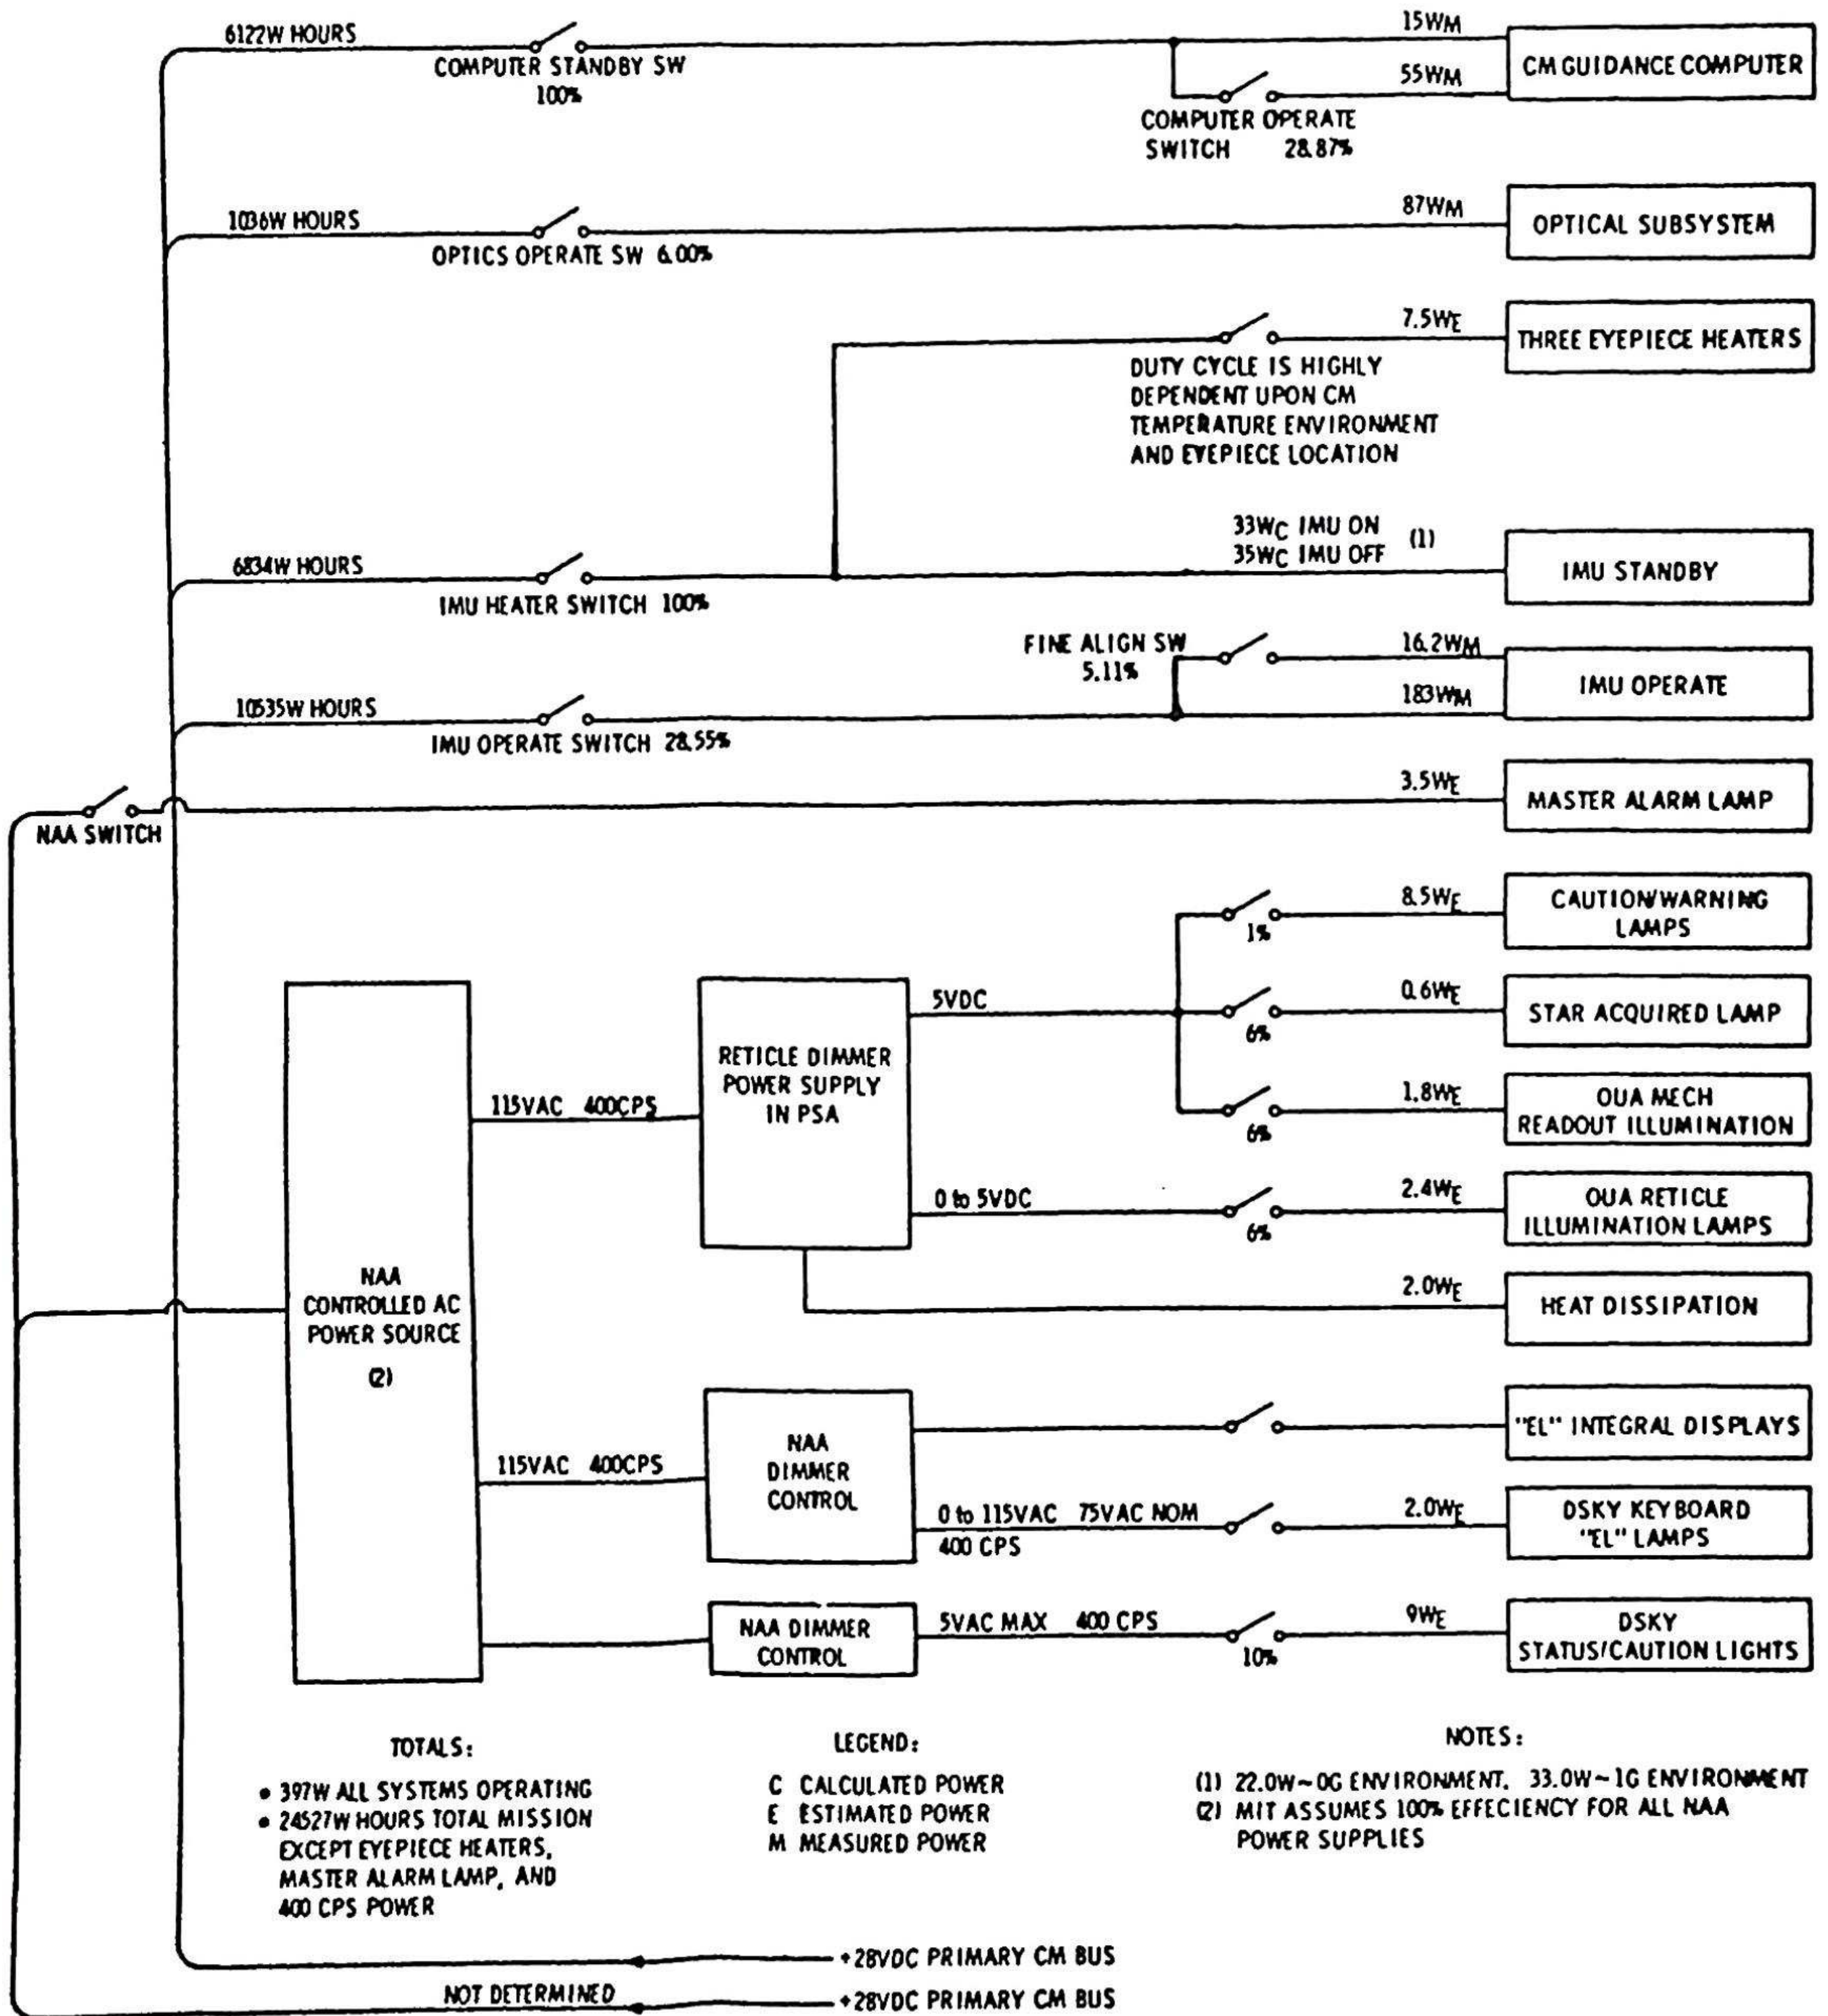 6122W HOURS
COMPUTER STANDBY SW
100%
15WM
55WM
CM GUIDANCE COMPUTER
COMPUTER OPERATE
SWITCH 28.87%
1036W HOURS
OPTICS OPERATE SW 6.00%
87WM
OPTICAL SUBSYSTEM
7.5WE
THREE EYEPIECE HEATERS
DUTY CYCLE IS HIGHLY
DEPENDENT UPON CM
TEMPERATURE ENVIRONMENT
AND EYEPIECE LOCATION
6834W HOURS
IMU HEATER SWITCH 100%
33WC IMU ON (1)
35WC IMU OFF
IMU STANDBY
FINE ALIGN SW
5.11%
16.2WM
183WM
IMU OPERATE
10535W HOURS
IMU OPERATE SWITCH 28.55%
NAA SWITCH
3.5WE
MASTER ALARM LAMP
8.5WE
1%
CAUTION/WARNING
LAMPS
5VDC
0.6WE
6%
STAR ACQUIRED LAMP
RETICLE DIMMER
POWER SUPPLY
IN PSA
115VAC 400CPS
1.8WE
6%
OUA MECH
READOUT ILLUMINATION
0 to 5VDC
2.4WE
6%
OUA RETICLE
ILLUMINATION LAMPS
NAA
CONTROLLED AC
POWER SOURCE
(2)
2.0WE
HEAT DISSIPATION
"EL" INTEGRAL DISPLAYS
115VAC 400CPS
NAA
DIMMER
CONTROL
0 to 115VAC 75VAC NOM
400 CPS
2.0WE
DSKY KEYBOARD
"EL" LAMPS
NAA DIMMER
CONTROL
5VAC MAX 400 CPS
10%
9WE
DSKY
STATUS/CAUTION LIGHTS
TOTALS:
• 397W ALL SYSTEMS OPERATING
• 24527W HOURS TOTAL MISSION
EXCEPT EYEPIECE HEATERS,
MASTER ALARM LAMP, AND
400 CPS POWER
LEGEND:
C CALCULATED POWER
E ESTIMATED POWER
M MEASURED POWER
NOTES:
(1) 22.0W~0G ENVIRONMENT. 33.0W~1G ENVIRONMENT
(2) MIT ASSUMES 100% EFFECIENCY FOR ALL NAA
POWER SUPPLIES
+28VDC PRIMARY CM BUS
NOT DETERMINED
+28VDC PRIMARY CM BUS